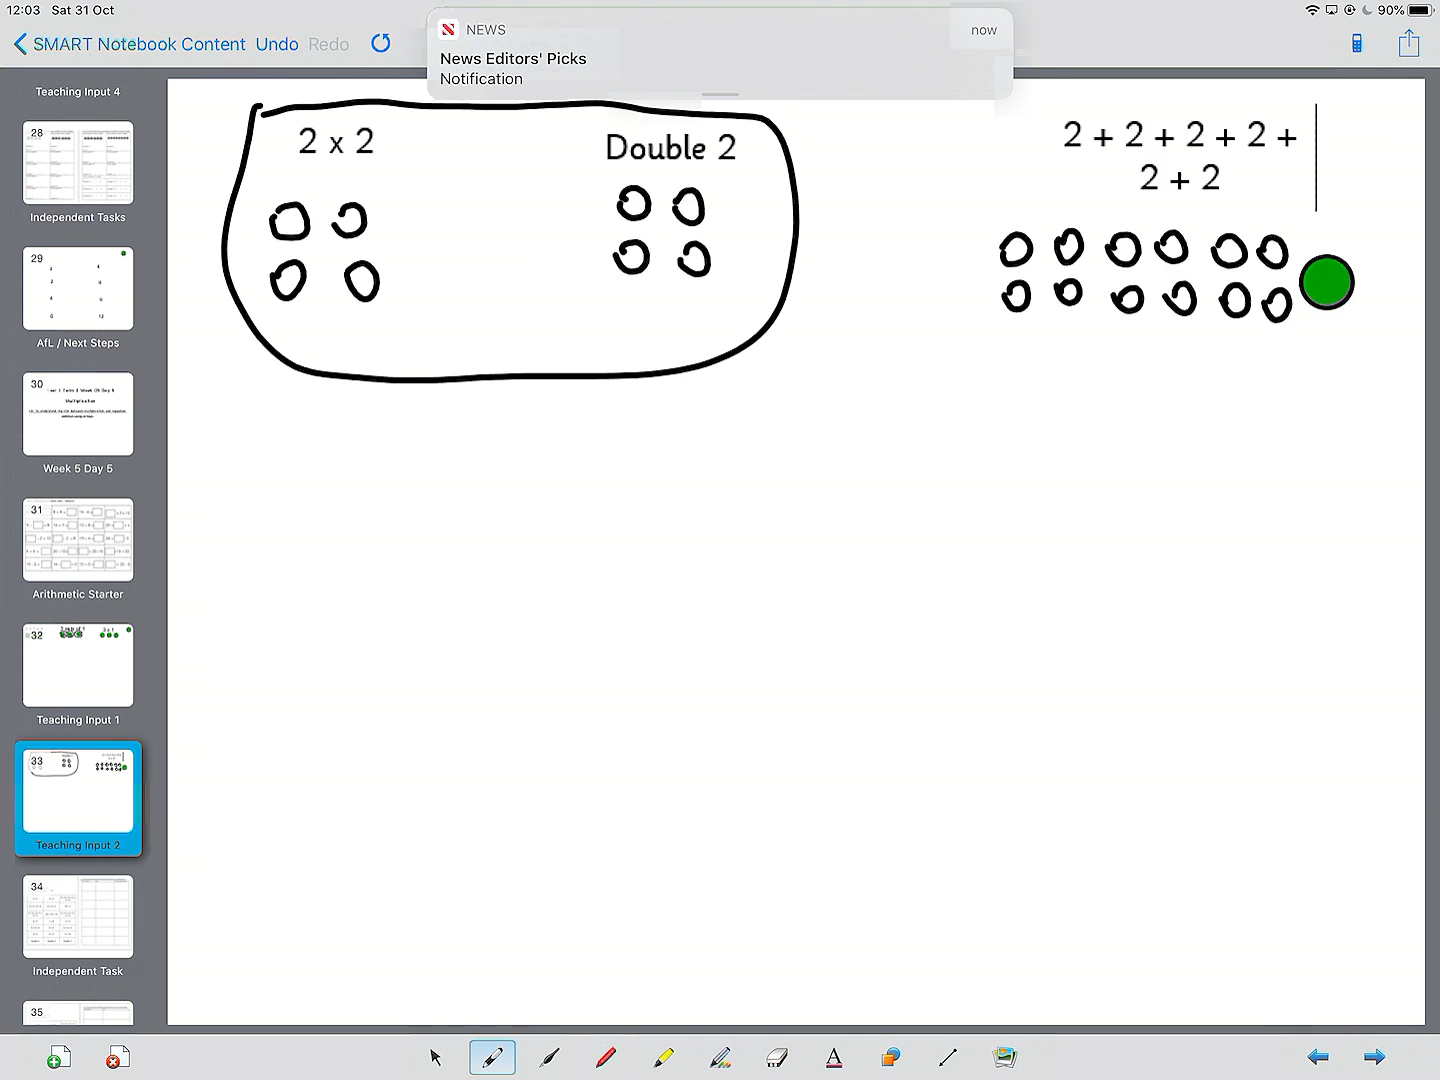 12:03 Sat 31 Oct
90%
SMART Notebook Content Undo Redo
NEWS
now
News Editors' Picks
Notification
Teaching Input 4
28
Independent Tasks
29
AfL / Next Steps
30
Week 5 Day 5
31
Arithmetic Starter
32
Teaching Input 1
33
Teaching Input 2
34
Independent Task
35
2 x 2
Double 2
2 + 2 + 2 + 2 +
2 + 2
A